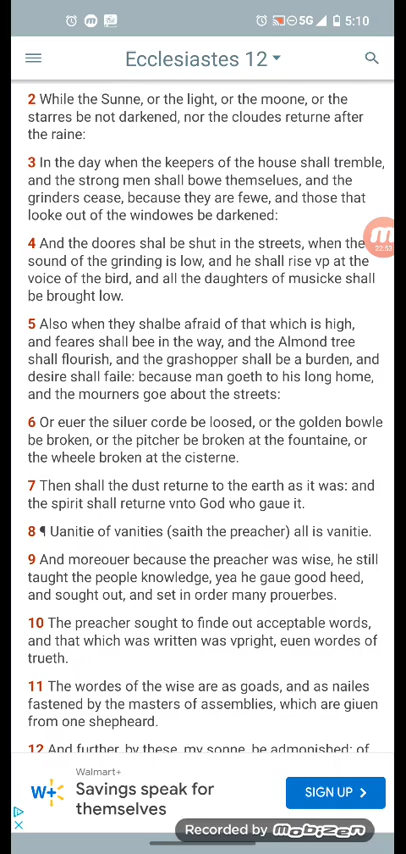 5G 5:10
Ecclesiastes 12
2 While the Sunne, or the light, or the moone, or the
starres be not darkened, nor the cloudes returne after
the raine:
3 In the day when the keepers of the house shall tremble,
and the strong men shall bowe themselues, and the
grinders cease, because they are fewe, and those that
looke out of the windowes be darkened:
4 And the doores shal be shut in the streets, when the
sound of the grinding is low, and he shall rise vp at the
voice of the bird, and all the daughters of musicke shall
be brought low.
22:53
5 Also when they shalbe afraid of that which is high,
and feares shall bee in the way, and the Almond tree
shall flourish, and the grashopper shall be a burden, and
desire shall faile: because man goeth to his long home,
and the mourners goe about the streets:
6 Or euer the siluer corde be loosed, or the golden bowle
be broken, or the pitcher be broken at the fountaine, or
the wheele broken at the cisterne.
7 Then shall the dust returne to the earth as it was: and
the spirit shall returne vnto God who gaue it.
8 ¶ Uanitie of vanities (saith the preacher) all is vanitie.
9 And moreouer because the preacher was wise, he still
taught the people knowledge, yea he gaue good heed,
and sought out, and set in order many prouerbes.
10 The preacher sought to finde out acceptable words,
and that which was written was vpright, euen wordes of
trueth.
11 The wordes of the wise are as goads, and as nailes
fastened by the masters of assemblies, which are giuen
from one shepheard.
12 And further, by these, my sonne, be admonished: of
Walmart+
W+
Savings speak for
themselves
SIGN UP
Recorded by mobizen